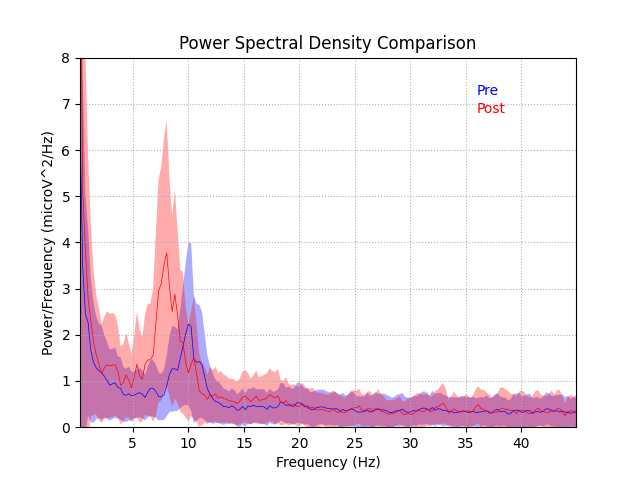 Power Spectral Density Comparison
Pre
Post
8
7
6
5
4
3
2
1
0
Power/Frequency (microV^2/Hz)
5 10 15 20 25 30 35 40
Frequency (Hz)